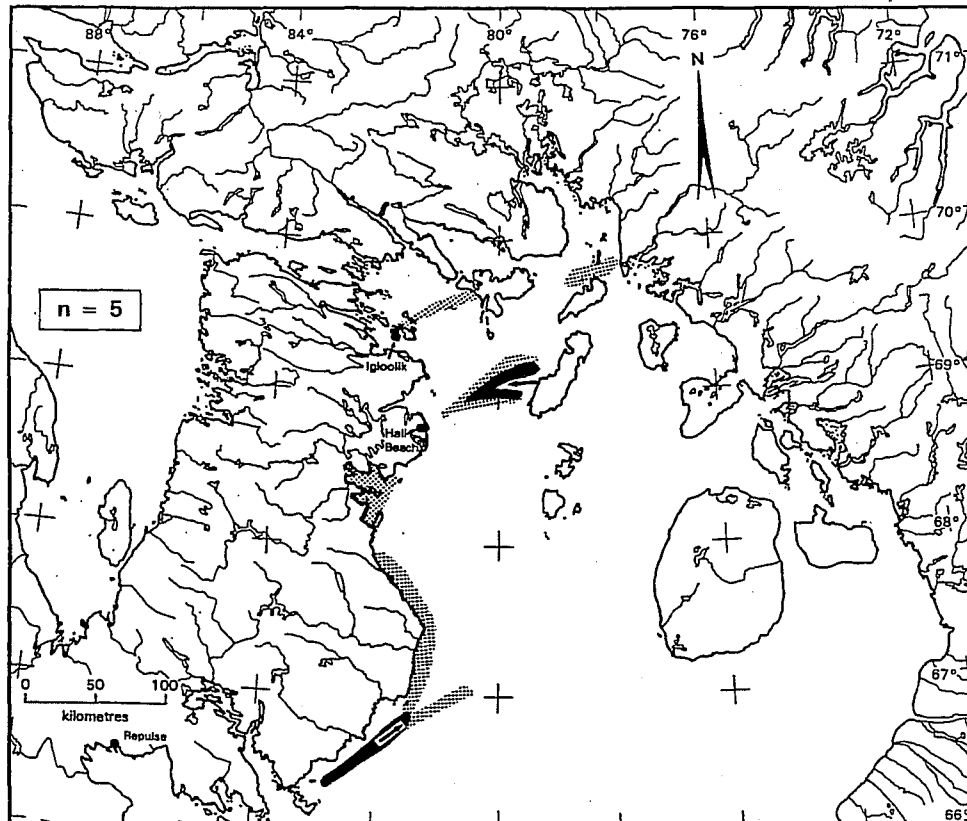 88° 84° 80° 76° 72°
71°
N
70°
n = 5
Igloolik
69°
Hall
Beach
68°
67°
0 50 100
kilometres
Repulse
66°